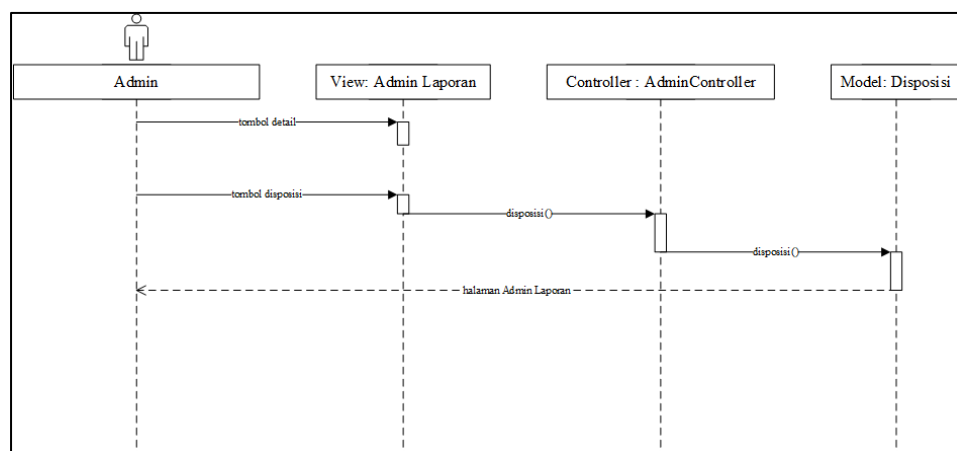 Admin
View: Admin Laporan
Controller : AdminController
Model: Disposisi
tombol detail
tombol disposisi
disposisi()
disposisi()
halaman Admin Laporan